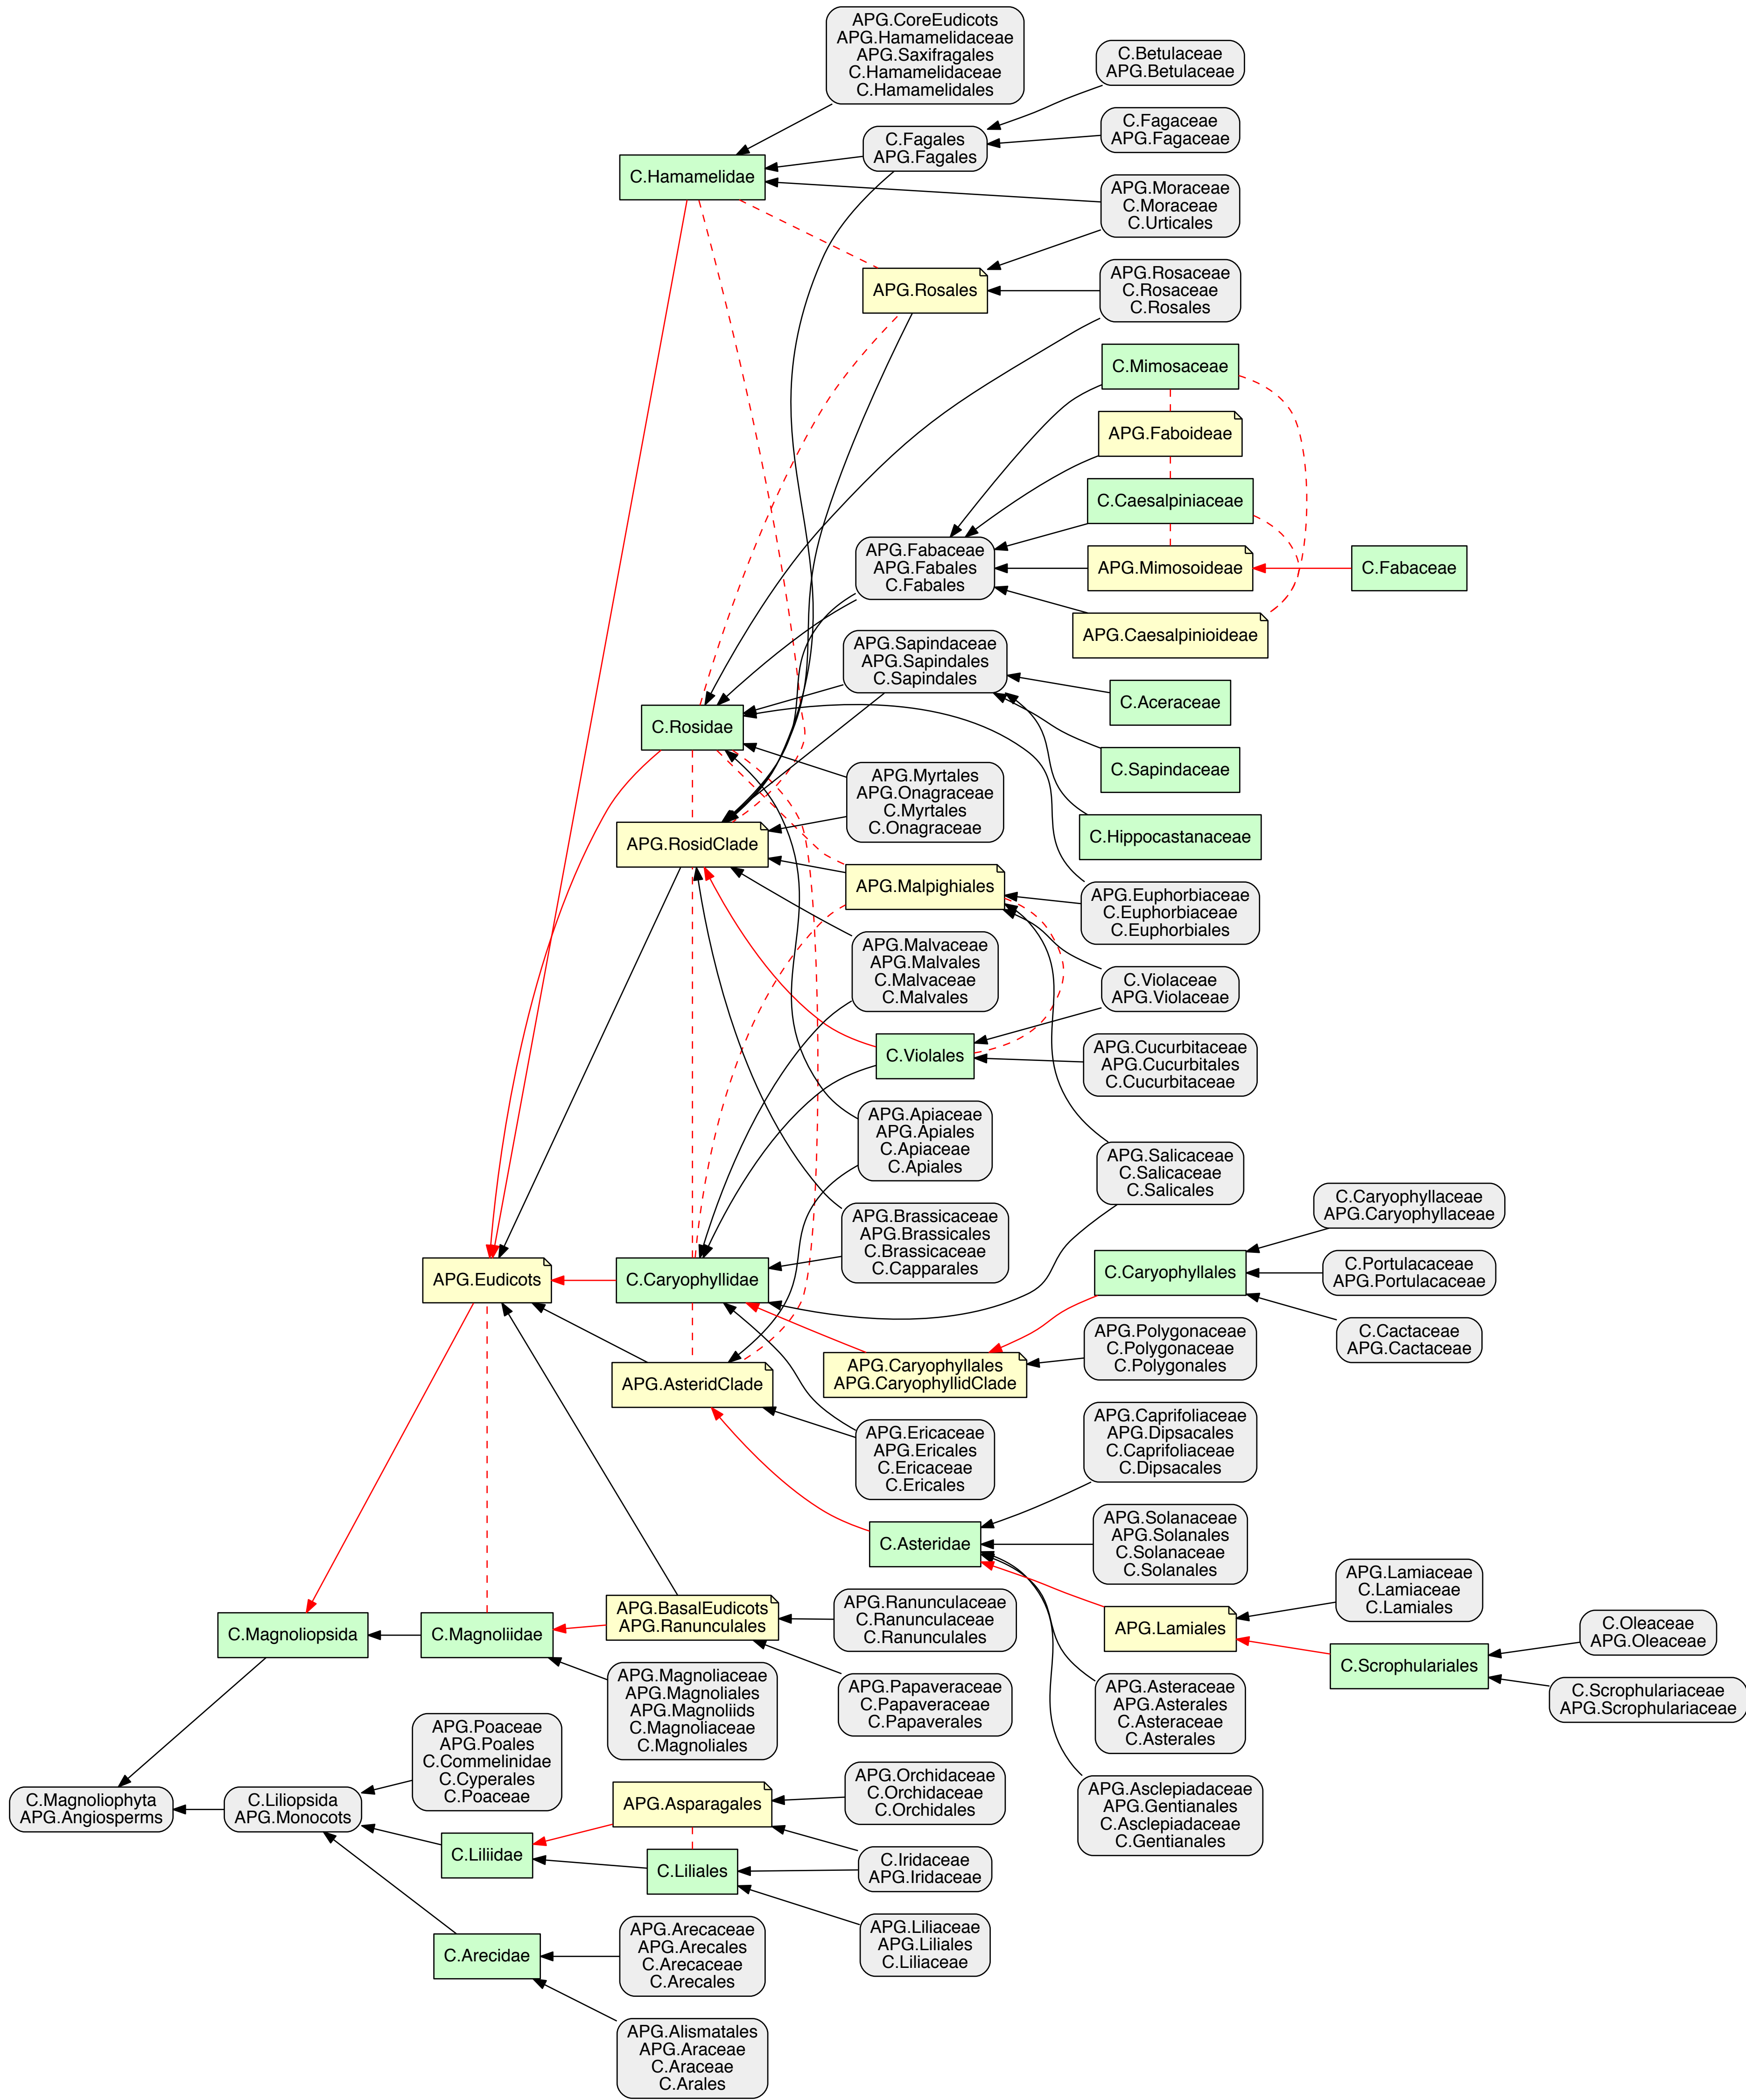 APG.CoreEudicots
APG.Hamamelidaceae
APG.Saxifragales
C.Hamamelidaceae
C.Hamamelidales
C.Betulaceae
APG.Betulaceae
C.Fagaceae
APG.Fagaceae
C.Fagales
APG.Fagales
C.Hamamelidae
APG.Moraceae
C.Moraceae
C.Urticales
APG.Rosales
APG.Rosaceae
C.Rosaceae
C.Rosales
C.Mimosaceae
APG.Faboideae
C.Caesalpiniaceae
APG.Fabaceae
APG.Fabales
C.Fabales
APG.Mimosoideae
C.Fabaceae
APG.Caesalpinioideae
APG.Sapindaceae
APG.Sapindales
C.Sapindales
C.Aceraceae
C.Rosidae
C.Sapindaceae
APG.Myrtales
APG.Onagraceae
C.Myrtales
C.Onagraceae
C.Hippocastanaceae
APG.RosidClade
APG.Malpighiales
APG.Euphorbiaceae
C.Euphorbiaceae
C.Euphorbiales
APG.Malvaceae
APG.Malvales
C.Malvaceae
C.Malvales
C.Violaceae
APG.Violaceae
C.Violales
APG.Cucurbitaceae
APG.Cucurbitales
C.Cucurbitaceae
APG.Apiaceae
APG.Apiales
C.Apiaceae
C.Apiales
APG.Salicaceae
C.Salicaceae
C.Salicales
APG.Brassicaceae
APG.Brassicales
C.Brassicaceae
C.Capparales
C.Caryophyllaceae
APG.Caryophyllaceae
APG.Eudicots
C.Caryophyllidae
C.Caryophyllales
C.Portulacaceae
APG.Portulacaceae
C.Cactaceae
APG.Cactaceae
APG.Polygonaceae
C.Polygonaceae
C.Polygonales
APG.Caryophyllales
APG.CaryophyllidClade
APG.AsteridClade
APG.Caprifoliaceae
APG.Dipsacales
C.Caprifoliaceae
C.Dipsacales
APG.Ericaceae
APG.Ericales
C.Ericaceae
C.Ericales
APG.Solanaceae
APG.Solanales
C.Solanaceae
C.Solanales
C.Asteridae
APG.Lamiaceae
C.Lamiaceae
C.Lamiales
APG.BasalEudicots
APG.Ranunculales
APG.Ranunculaceae
C.Ranunculaceae
C.Ranunculales
C.Magnoliopsida
C.Magnoliidae
APG.Lamiales
C.Oleaceae
APG.Oleaceae
C.Scrophulariales
C.Scrophulariaceae
APG.Scrophulariaceae
APG.Magnoliaceae
APG.Magnoliales
APG.Magnoliids
C.Magnoliaceae
C.Magnoliales
APG.Papaveraceae
C.Papaveraceae
C.Papaverales
APG.Asteraceae
APG.Asterales
C.Asteraceae
C.Asterales
APG.Poaceae
APG.Poales
C.Commelinidae
C.Cyperales
C.Poaceae
C.Magnoliophyta
APG.Angiosperms
C.Liliopsida
APG.Monocots
APG.Asparagales
APG.Orchidaceae
C.Orchidaceae
C.Orchidales
APG.Asclepiadaceae
APG.Gentianales
C.Asclepiadaceae
C.Gentianales
C.Liliidae
C.Liliales
C.Iridaceae
APG.Iridaceae
APG.Liliaceae
APG.Liliales
C.Liliaceae
C.Arecidae
APG.Arecaceae
APG.Arecales
C.Arecaceae
C.Arecales
APG.Alismatales
APG.Araceae
C.Araceae
C.Arales